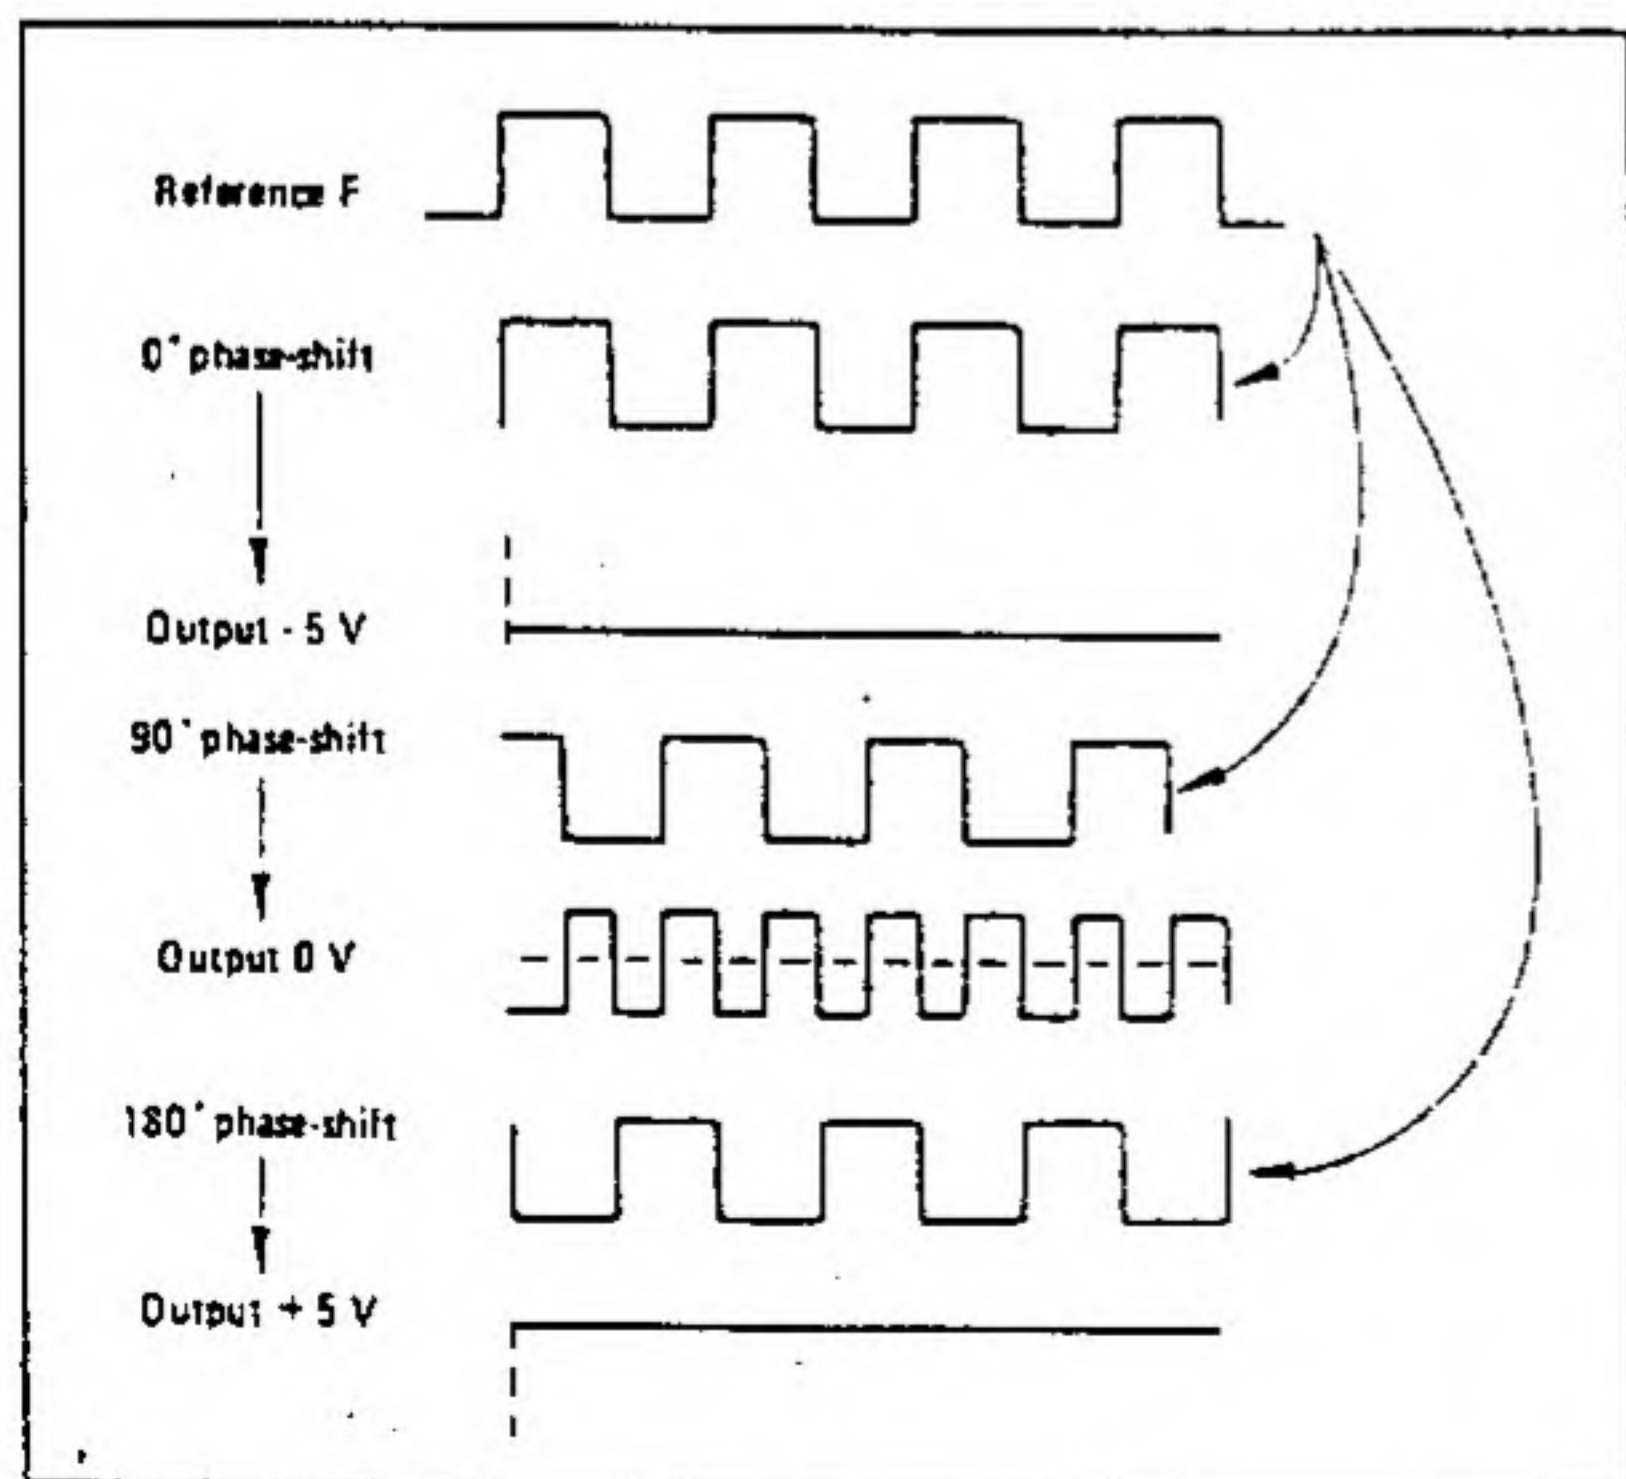 Reference F
0° phase-shift
Output - 5 V
90° phase-shift
Output 0 V
180° phase-shift
Output + 5 V